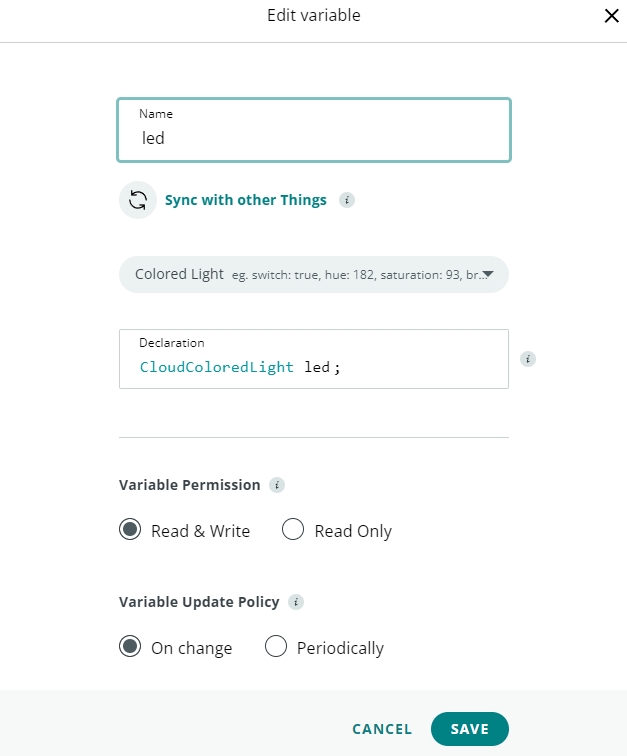 Edit variable
Name
led
Sync with other Things
Colored Light eg. switch: true, hue: 182, saturation: 93, br...
Declaration
CloudColoredLight led;
Variable Permission
Read & Write Read Only
Variable Update Policy
On change Periodically
CANCEL SAVE